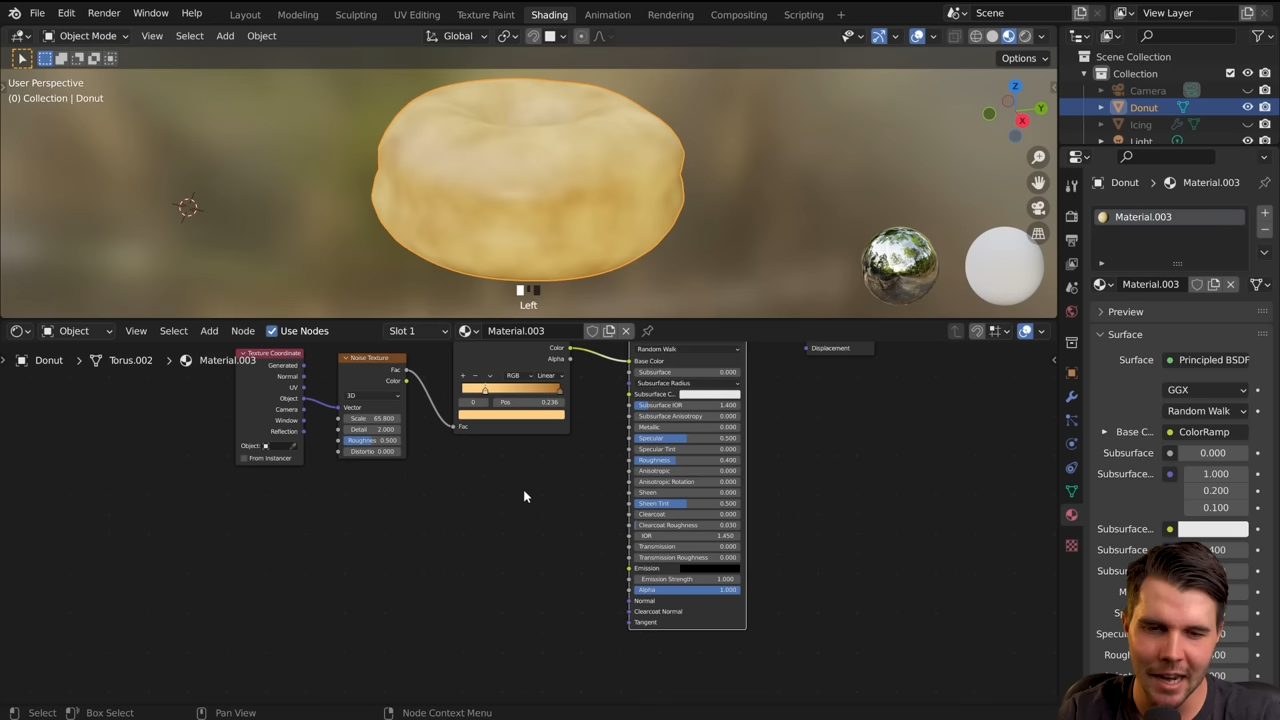 File Edit Render Window Help Layout Modeling Sculpting UV Editing Texture Paint Shading Animation Rendering Compositing Scripting + Scene View Layer
Object Mode View Select Add Object Global
Options
User Perspective
(0) Collection | Donut
Z
Y
X
Left
Scene Collection
Collection
Camera
Donut
Icing
Light
Donut > Material.003
Material.003
Material.003
Preview
Surface
Surface Principled BSDF
GGX
Random Walk
Base C... ColorRamp
Subsurface 0.000
Subsurface... 1.000
0.200
0.100
Subsurface...
Object View Select Add Node Use Nodes Slot 1 Material.003
Donut > Torus.002 > Material.003
Texture Coordinate
Generated
Normal
UV
Object
Camera
Window
Reflection
Object:
From Instancer
Noise Texture
Fac
Color
3D
Vector
Scale 65.800
Detail 2.000
Roughnes 0.500
Distortio 0.000
Color
Alpha
+ − RGB Linear
0 Pos 0.236
Fac
Random Walk
Base Color
Subsurface 0.000
Subsurface Radius
Subsurface C...
Subsurface IOR 1.400
Subsurface Anisotropy 0.000
Metallic 0.000
Specular 0.500
Specular Tint 0.000
Roughness 0.400
Anisotropic 0.000
Anisotropic Rotation 0.000
Sheen 0.000
Sheen Tint 0.500
Clearcoat 0.000
Clearcoat Roughness 0.030
IOR 1.450
Transmission 0.000
Transmission Roughness 0.000
Emission
Emission Strength 1.000
Alpha 1.000
Normal
Clearcoat Normal
Tangent
Displacement
Select Box Select Pan View Node Context Menu